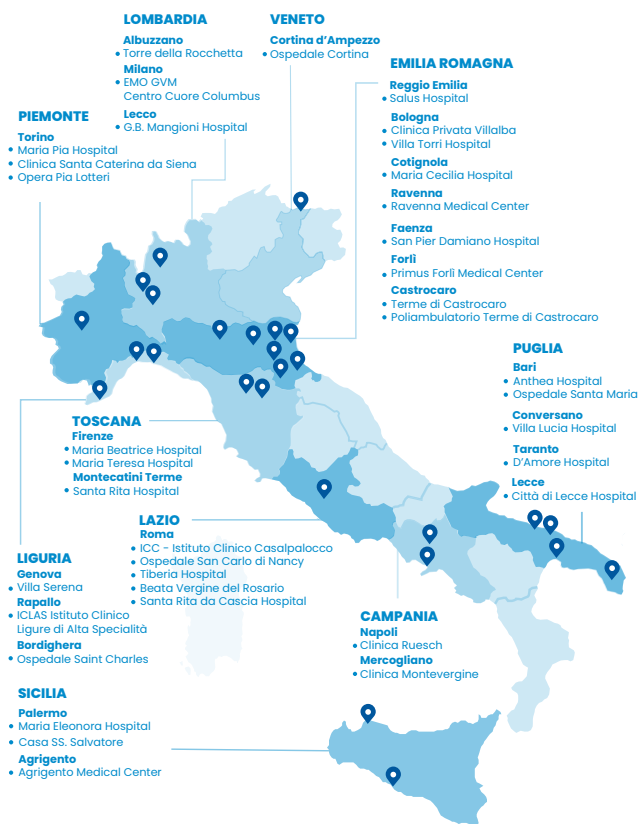 LOMBARDIA
Albuzzano
• Torre della Rocchetta
Milano
• EMO GVM
Centro Cuore Columbus
Lecco
• G.B. Mangioni Hospital
VENETO
Cortina d'Ampezzo
• Ospedale Cortina
EMILIA ROMAGNA
Reggio Emilia
• Salus Hospital
Bologna
• Clinica Privata Villalba
• Villa Torri Hospital
Cotignola
• Maria Cecilia Hospital
Ravenna
• Ravenna Medical Center
Faenza
• San Pier Damiano Hospital
Forlì
• Primus Forlì Medical Center
Castrocaro
• Terme di Castrocaro
• Poliambulatorio Terme di Castrocaro
PIEMONTE
Torino
• Maria Pia Hospital
• Clinica Santa Caterina da Siena
• Opera Pia Lotteri
PUGLIA
Bari
• Anthea Hospital
• Ospedale Santa Maria
Conversano
• Villa Lucia Hospital
Taranto
• D'Amore Hospital
Lecce
• Città di Lecce Hospital
TOSCANA
Firenze
• Maria Beatrice Hospital
• Maria Teresa Hospital
Montecatini Terme
• Santa Rita Hospital
LAZIO
Roma
• ICC - Istituto Clinico Casalpalocco
• Ospedale San Carlo di Nancy
• Tiberia Hospital
• Beata Vergine del Rosario
• Santa Rita da Cascia Hospital
LIGURIA
Genova
• Villa Serena
Rapallo
• ICLAS Istituto Clinico
Ligure di Alta Specialità
Bordighera
• Ospedale Saint Charles
CAMPANIA
Napoli
• Clinica Ruesch
Mercogliano
• Clinica Montevergine
SICILIA
Palermo
• Maria Eleonora Hospital
• Casa SS. Salvatore
Agrigento
• Agrigento Medical Center